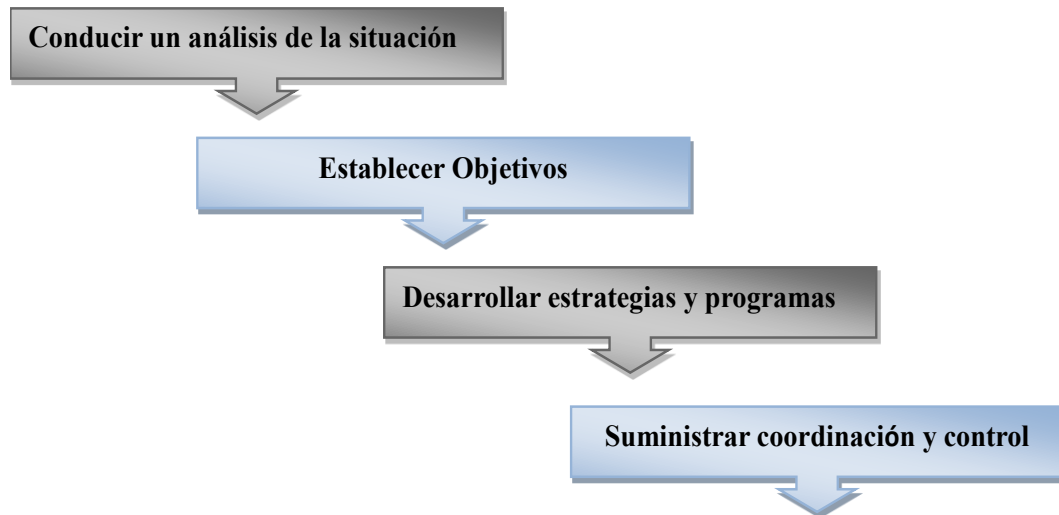 Conducir un análisis de la situación
Establecer Objetivos
Desarrollar estrategias y programas
Suministrar coordinación y control